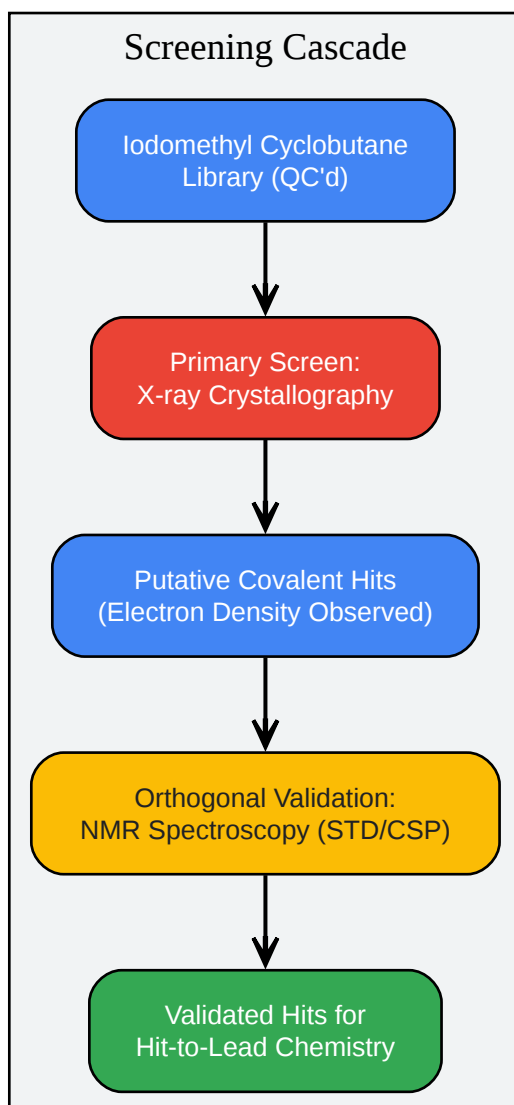 Screening Cascade
Iodomethyl Cyclobutane
Library (QC'd)
Primary Screen:
X-ray Crystallography
Putative Covalent Hits
(Electron Density Observed)
Orthogonal Validation:
NMR Spectroscopy (STD/CSP)
Validated Hits for
Hit-to-Lead Chemistry